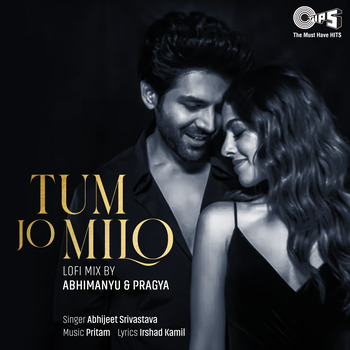 TIPS
The Must Have HITS
TUM
JO MILO
LOFI MIX BY
ABHIMANYU & PRAGYA
Singer Abhijeet Srivastava
Music Pritam Lyrics Irshad Kamil